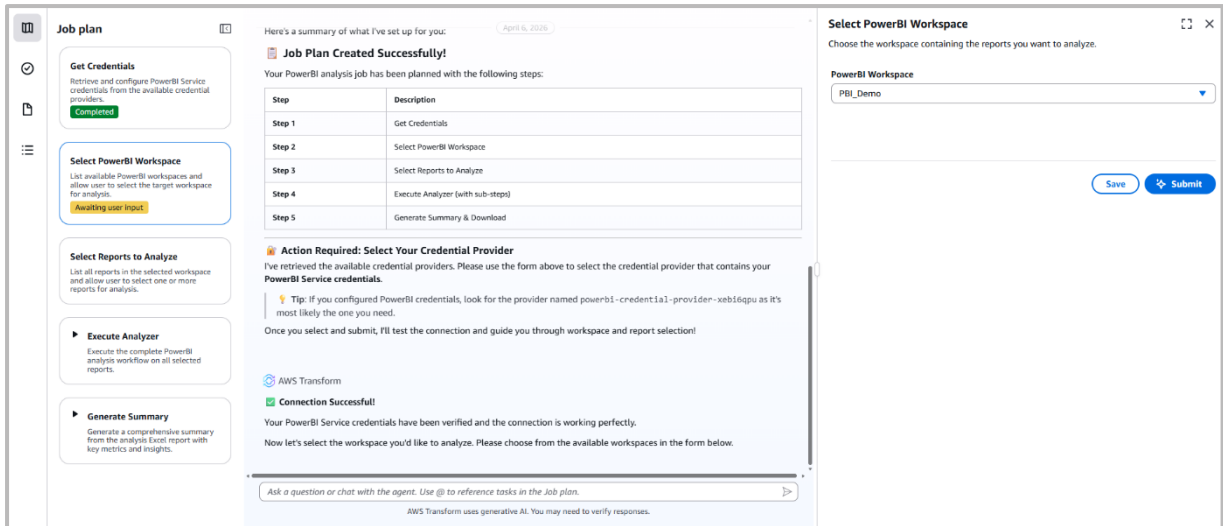 Job plan
Get Credentials
Retrieve and configure PowerBI Service
credentials from the available credential
providers.
Completed
Select PowerBI Workspace
List available PowerBI workspaces and
allow user to select the target workspace
for analysis.
Awaiting user input
Select Reports to Analyze
List all reports in the selected workspace
and allow user to select one or more
reports for analysis.
Execute Analyzer
Execute the complete PowerBI
analysis workflow on all selected
reports.
Generate Summary
Generate a comprehensive summary
from the analysis Excel report with
key metrics and insights.
Here's a summary of what I've set up for you:
April 6, 2026
Job Plan Created Successfully!
Your PowerBI analysis job has been planned with the following steps:
Step Description
Step 1 Get Credentials
Step 2 Select PowerBI Workspace
Step 3 Select Reports to Analyze
Step 4 Execute Analyzer (with sub-steps)
Step 5 Generate Summary & Download
Action Required: Select Your Credential Provider
I've retrieved the available credential providers. Please use the form above to select the credential provider that contains your
PowerBI Service credentials.
Tip: If you configured PowerBI credentials, look for the provider named powerbi-credential-provider-xebi6qpu as it's
most likely the one you need.
Once you select and submit, I'll test the connection and guide you through workspace and report selection!
AWS Transform
Connection Successful!
Your PowerBI Service credentials have been verified and the connection is working perfectly.
Now let's select the workspace you'd like to analyze. Please choose from the available workspaces in the form below.
Ask a question or chat with the agent. Use @ to reference tasks in the Job plan.
AWS Transform uses generative AI. You may need to verify responses.
Select PowerBI Workspace
Choose the workspace containing the reports you want to analyze.
PowerBI Workspace
PBI_Demo
Save
Submit